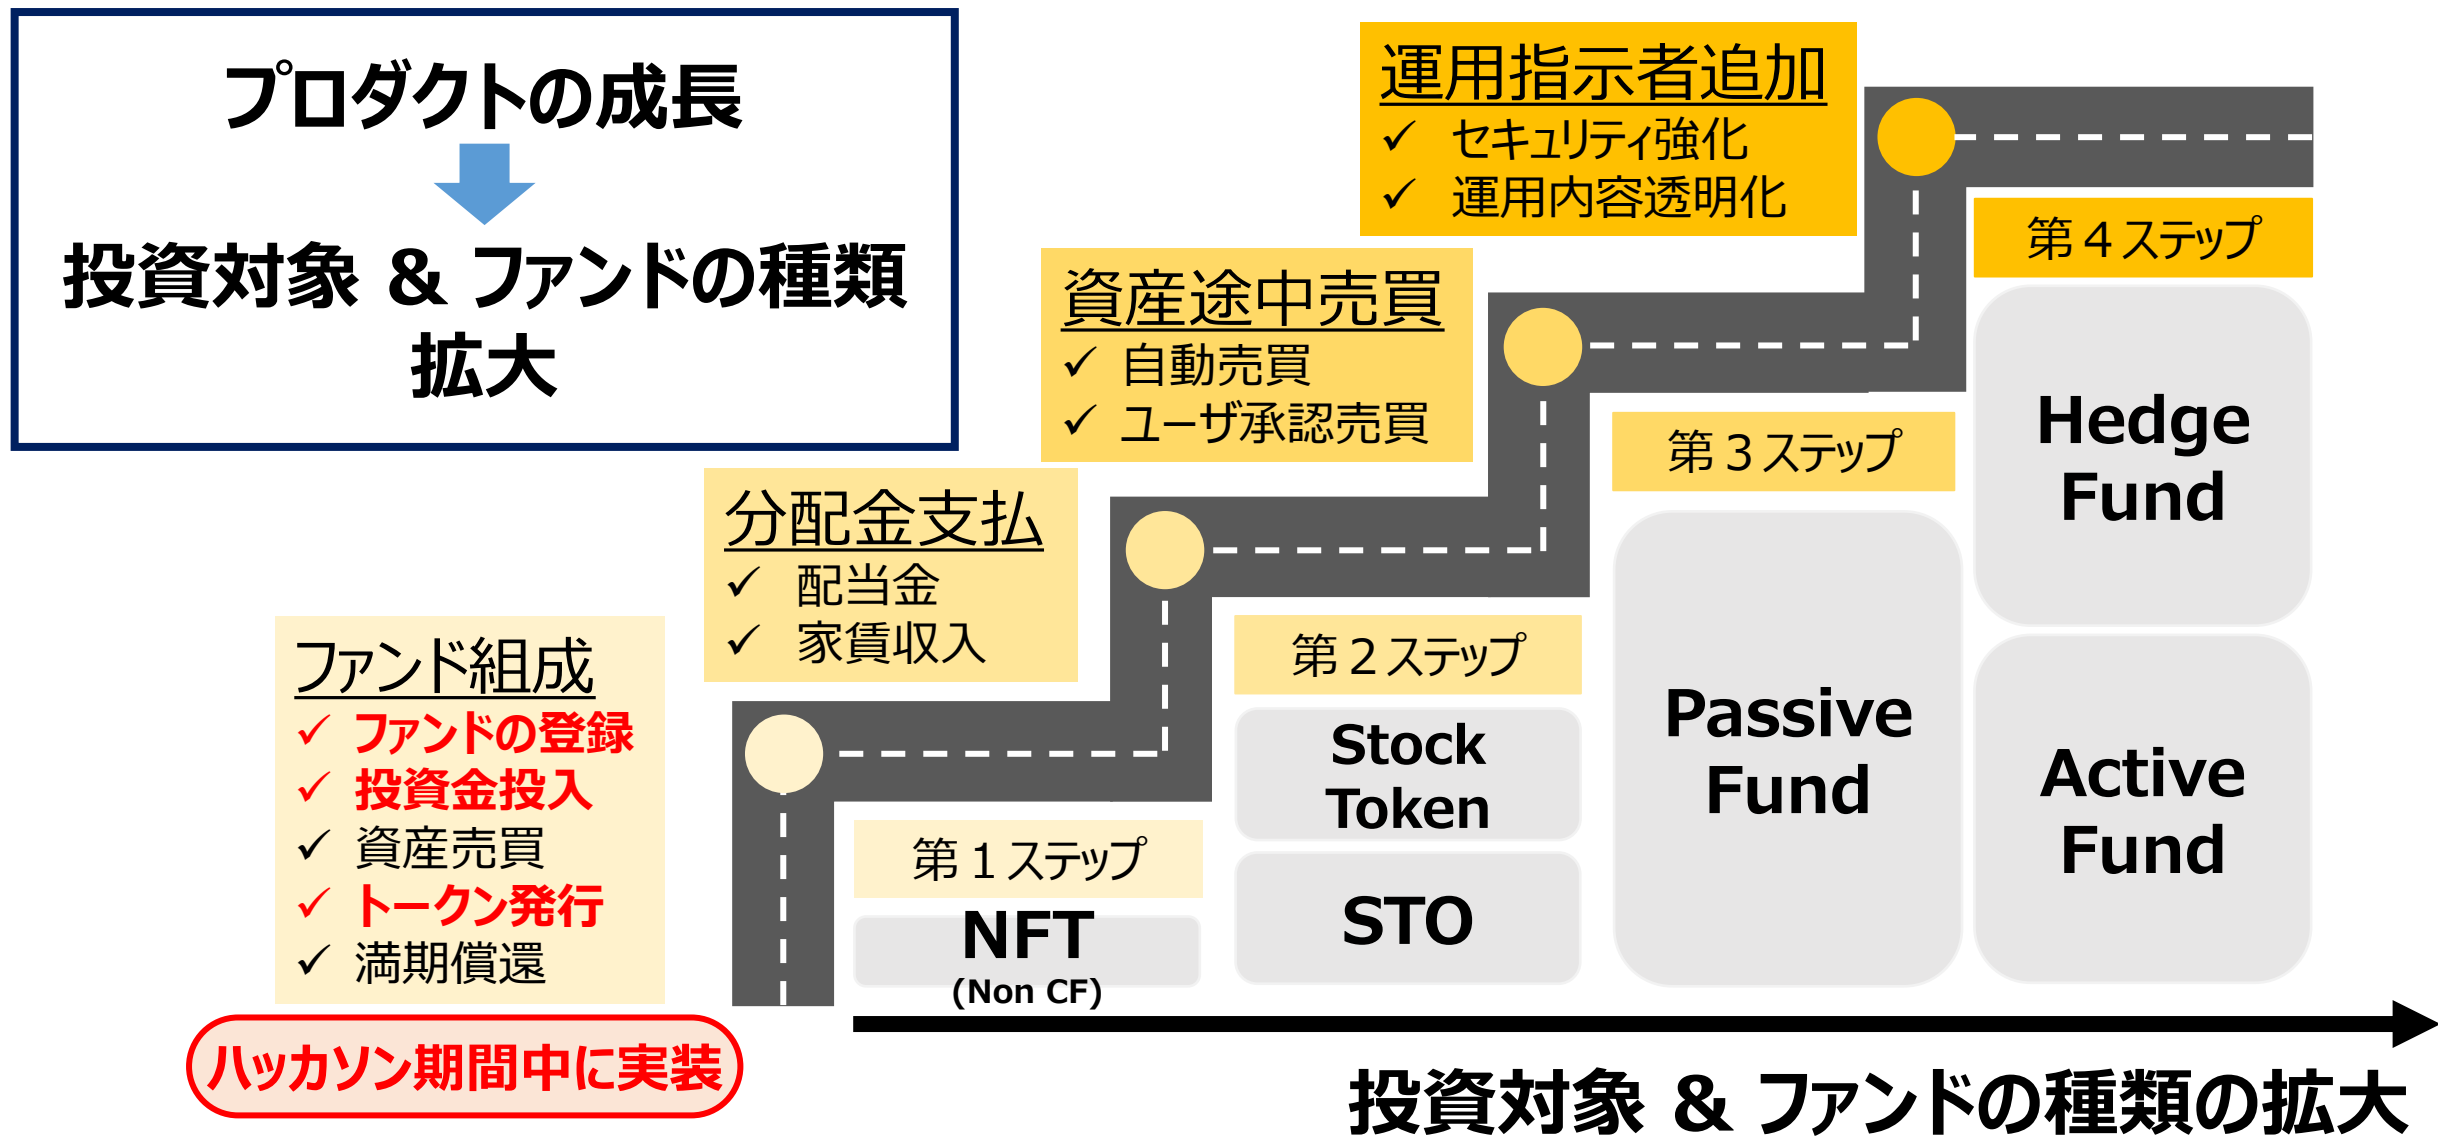 プロダクトの成長
投資対象 & ファンドの種類
拡大
運用指示者追加
✓ セキュリティ強化
✓ 運用内容透明化
第４ステップ
Hedge
Fund
Active
Fund
資産途中売買
✓ 自動売買
✓ ユーザ承認売買
第３ステップ
Passive
Fund
分配金支払
✓ 配当金
✓ 家賃収入
第２ステップ
Stock
Token
STO
ファンド組成
✓ ファンドの登録
✓ 投資金投入
✓ 資産売買
✓ トークン発行
✓ 満期償還
第１ステップ
NFT
(Non CF)
ハッカソン期間中に実装
投資対象 & ファンドの種類の拡大